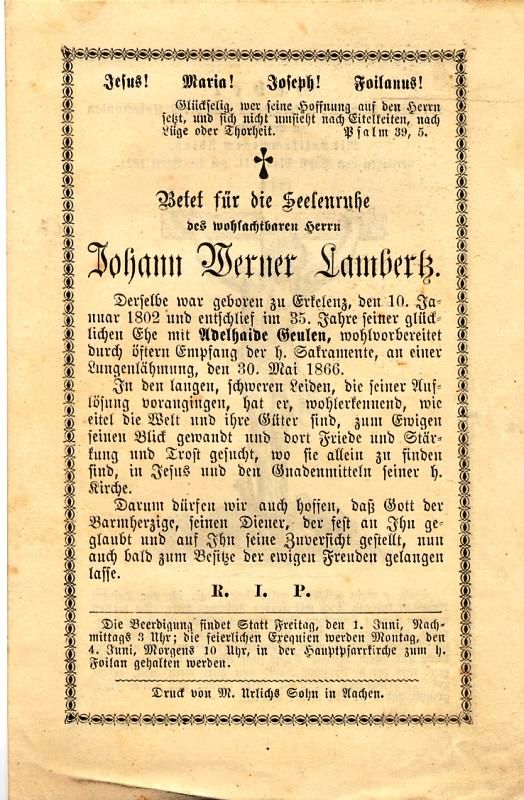 Jesus! Maria! Joseph! Foilanus!
Glückselig, wer seine Hoffnung auf den Herrn
setzt, und sich nicht umsieht nach Eitelkeiten, nach
Lüge oder Thorheit. Psalm 39, 5.
Betet für die Seelenruhe
des wohlachtbaren Herrn
Johann Werner Lambertz.
Derselbe war geboren zu Erkelenz, den 10. Ja-
nuar 1802 und entschlief im 35. Jahre seiner glück-
lichen Ehe mit Adelhaide Geulen, wohlvorbereitet
durch öftern Empfang der h. Sakramente, an einer
Lungenlähmung, den 30. Mai 1866.
In den langen, schweren Leiden, die seiner Auf-
lösung vorangingen, hat er, wohlerkennend, wie
eitel die Welt und ihre Güter sind, zum Ewigen
seinen Blick gewandt und dort Friede und Stär-
kung und Trost gesucht, wo sie allein zu finden
sind, in Jesus und den Gnadenmitteln seiner h.
Kirche.
Darum dürfen wir auch hoffen, daß Gott der
Barmherzige, seinen Diener, der fest an Ihn ge-
glaubt und auf Ihn seine Zuversicht gestellt, nun
auch bald zum Besitze der ewigen Freuden gelangen
lasse.
R. I. P.
Die Beerdigung findet Statt Freitag, den 1. Juni, Nach-
mittags 3 Uhr; die feierlichen Exequien werden Montag, den
4. Juni, Morgens 10 Uhr, in der Hauptpfarrkirche zum h.
Foilan gehalten werden.
Druck von M. Urlichs Sohn in Aachen.